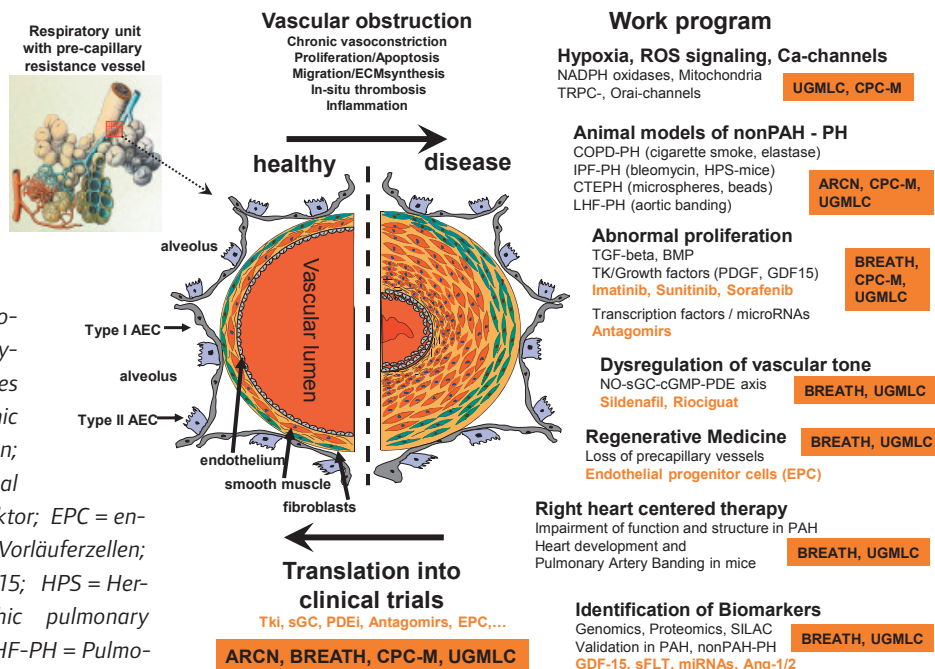 Respiratory unit
with pre-capillary
resistance vessel
Vascular obstruction
Chronic vasoconstriction
Proliferation/Apoptosis
Migration/ECMsynthesis
In-situ thrombosis
Inflammation
healthy
disease
alveolus
Type I AEC
alveolus
Type II AEC
Vascular lumen
endothelium
smooth muscle
fibroblasts
Translation into
clinical trials
Tki, sGC, PDEi, Antagomirs, EPC,...
ARCN, BREATH, CPC-M, UGMLC
Work program
Hypoxia, ROS signaling, Ca-channels
NADPH oxidases, Mitochondria
TRPC-, Orai-channels
UGMLC, CPC-M
Animal models of nonPAH - PH
COPD-PH (cigarette smoke, elastase)
IPF-PH (bleomycin, HPS-mice)
CTEPH (microspheres, beads)
LHF-PH (aortic banding)
ARCN, CPC-M,
UGMLC
Abnormal proliferation
TGF-beta, BMP
TK/Growth factors (PDGF, GDF15)
Imatinib, Sunitinib, Sorafenib
Transcription factors / microRNAs
Antagomirs
BREATH,
CPC-M,
UGMLC
Dysregulation of vascular tone
NO-sGC-cGMP-PDE axis
Sildenafil, Riociguat
BREATH, UGMLC
Regenerative Medicine
Loss of precapillary vessels
Endothelial progenitor cells (EPC)
BREATH, UGMLC
Right heart centered therapy
Impairment of function and structure in PAH
Heart development and
Pulmonary Artery Banding in mice
BREATH, UGMLC
Identification of Biomarkers
Genomics, Proteomics, SILAC
Validation in PAH, nonPAH-PH
GDF-15, sFLT, miRNAs, Ang-1/2
BREATH, UGMLC
o-
y-
es
nic
n;
al
ktor; EPC = en-
Vorläuferzellen;
15; HPS = Her-
hic pulmonary
HF-PH = Pulmo-